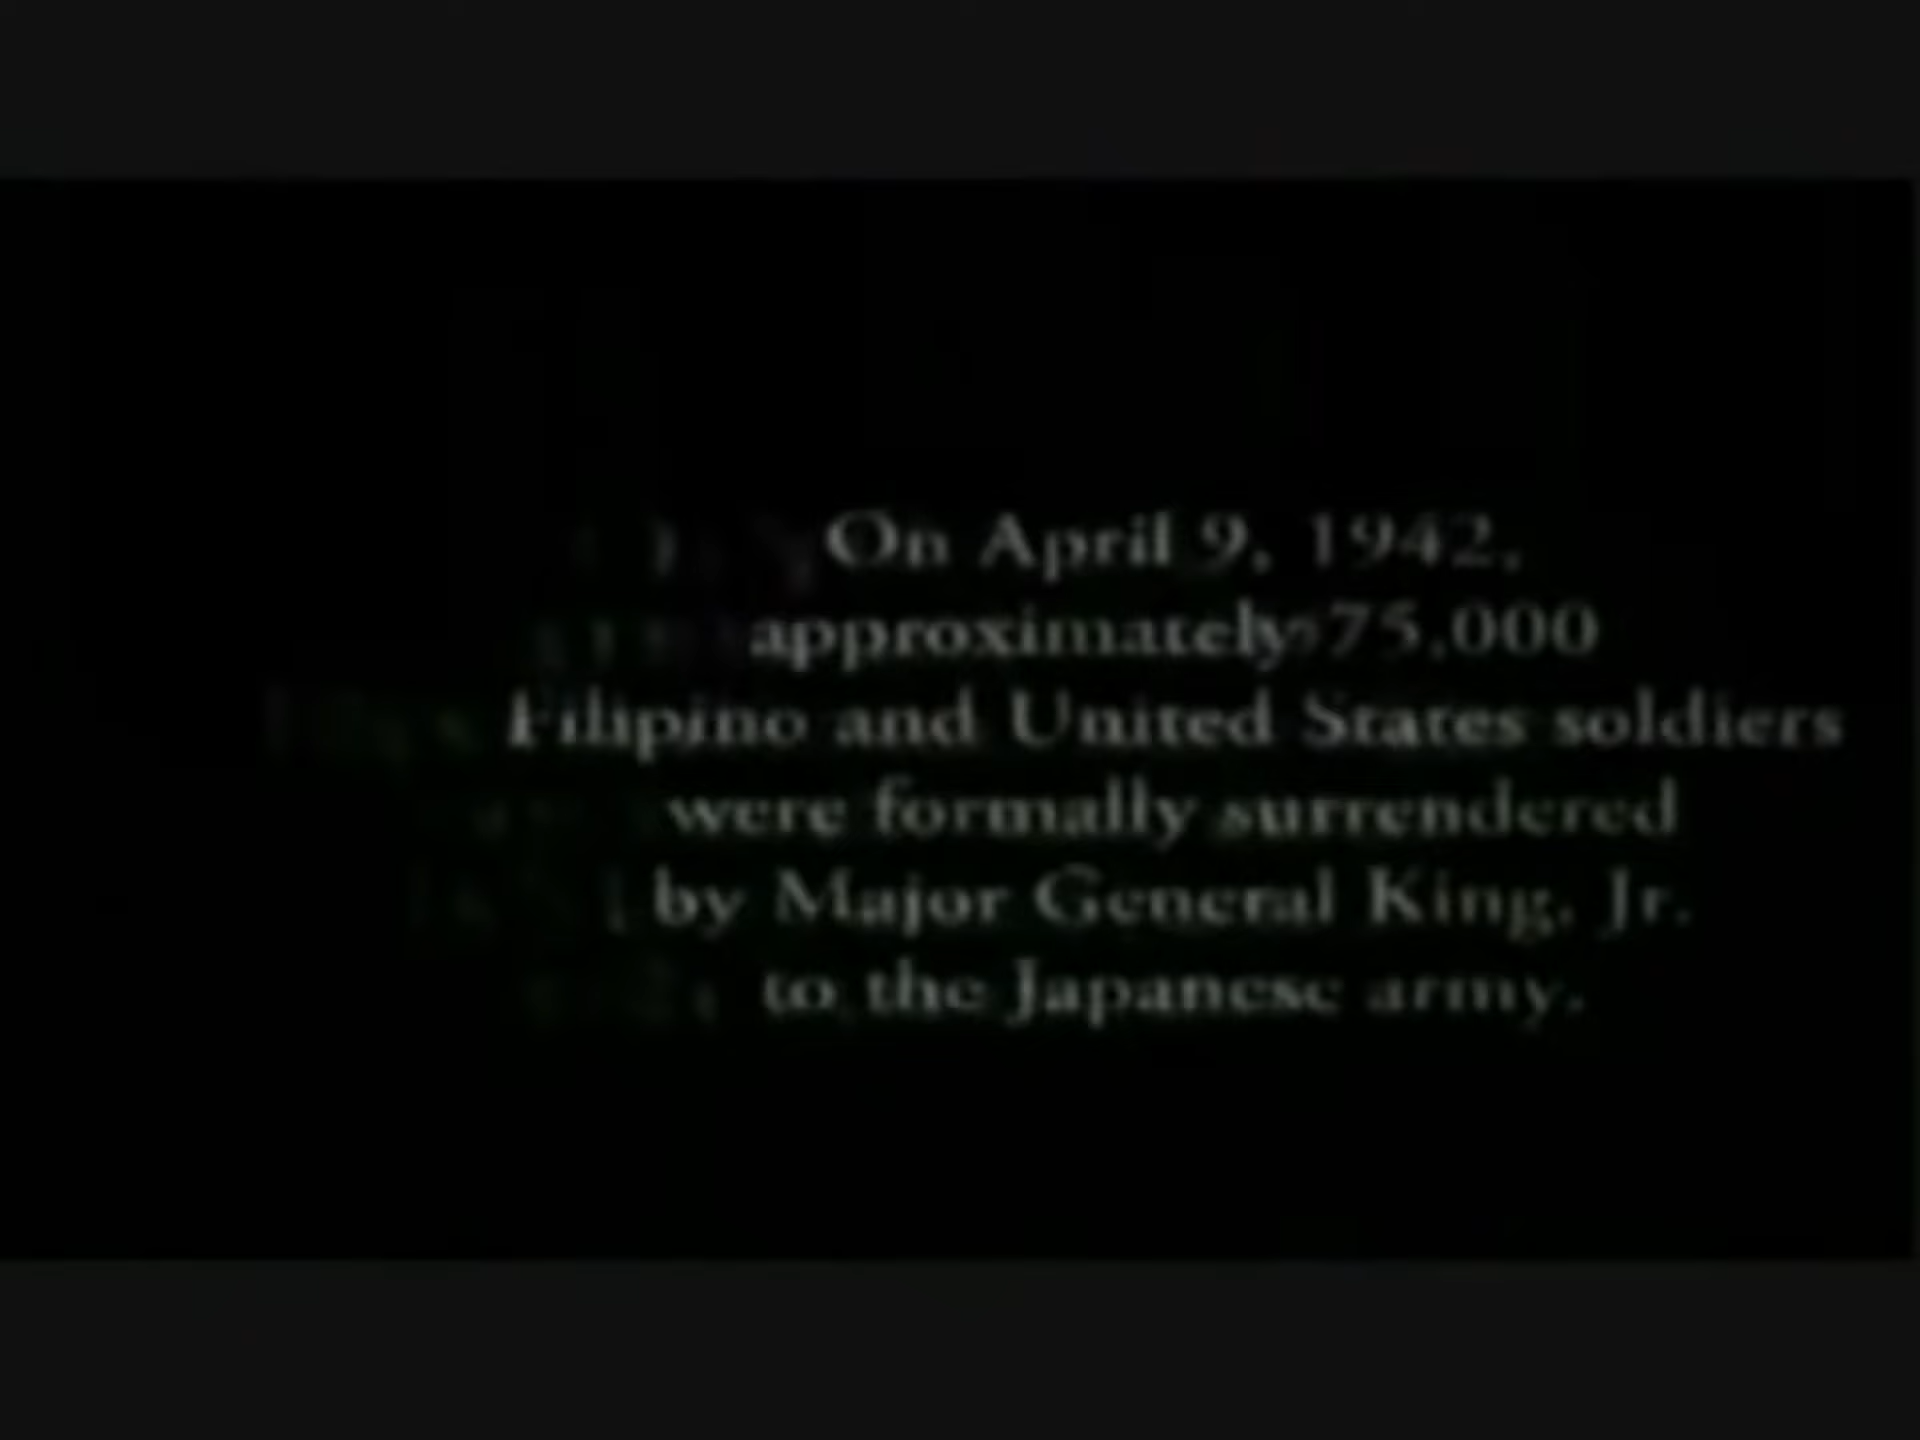 On April 9, 1942,
approximately 75,000
Filipino and United States soldiers
were formally surrendered
by Major General King, Jr.
to the Japanese army.